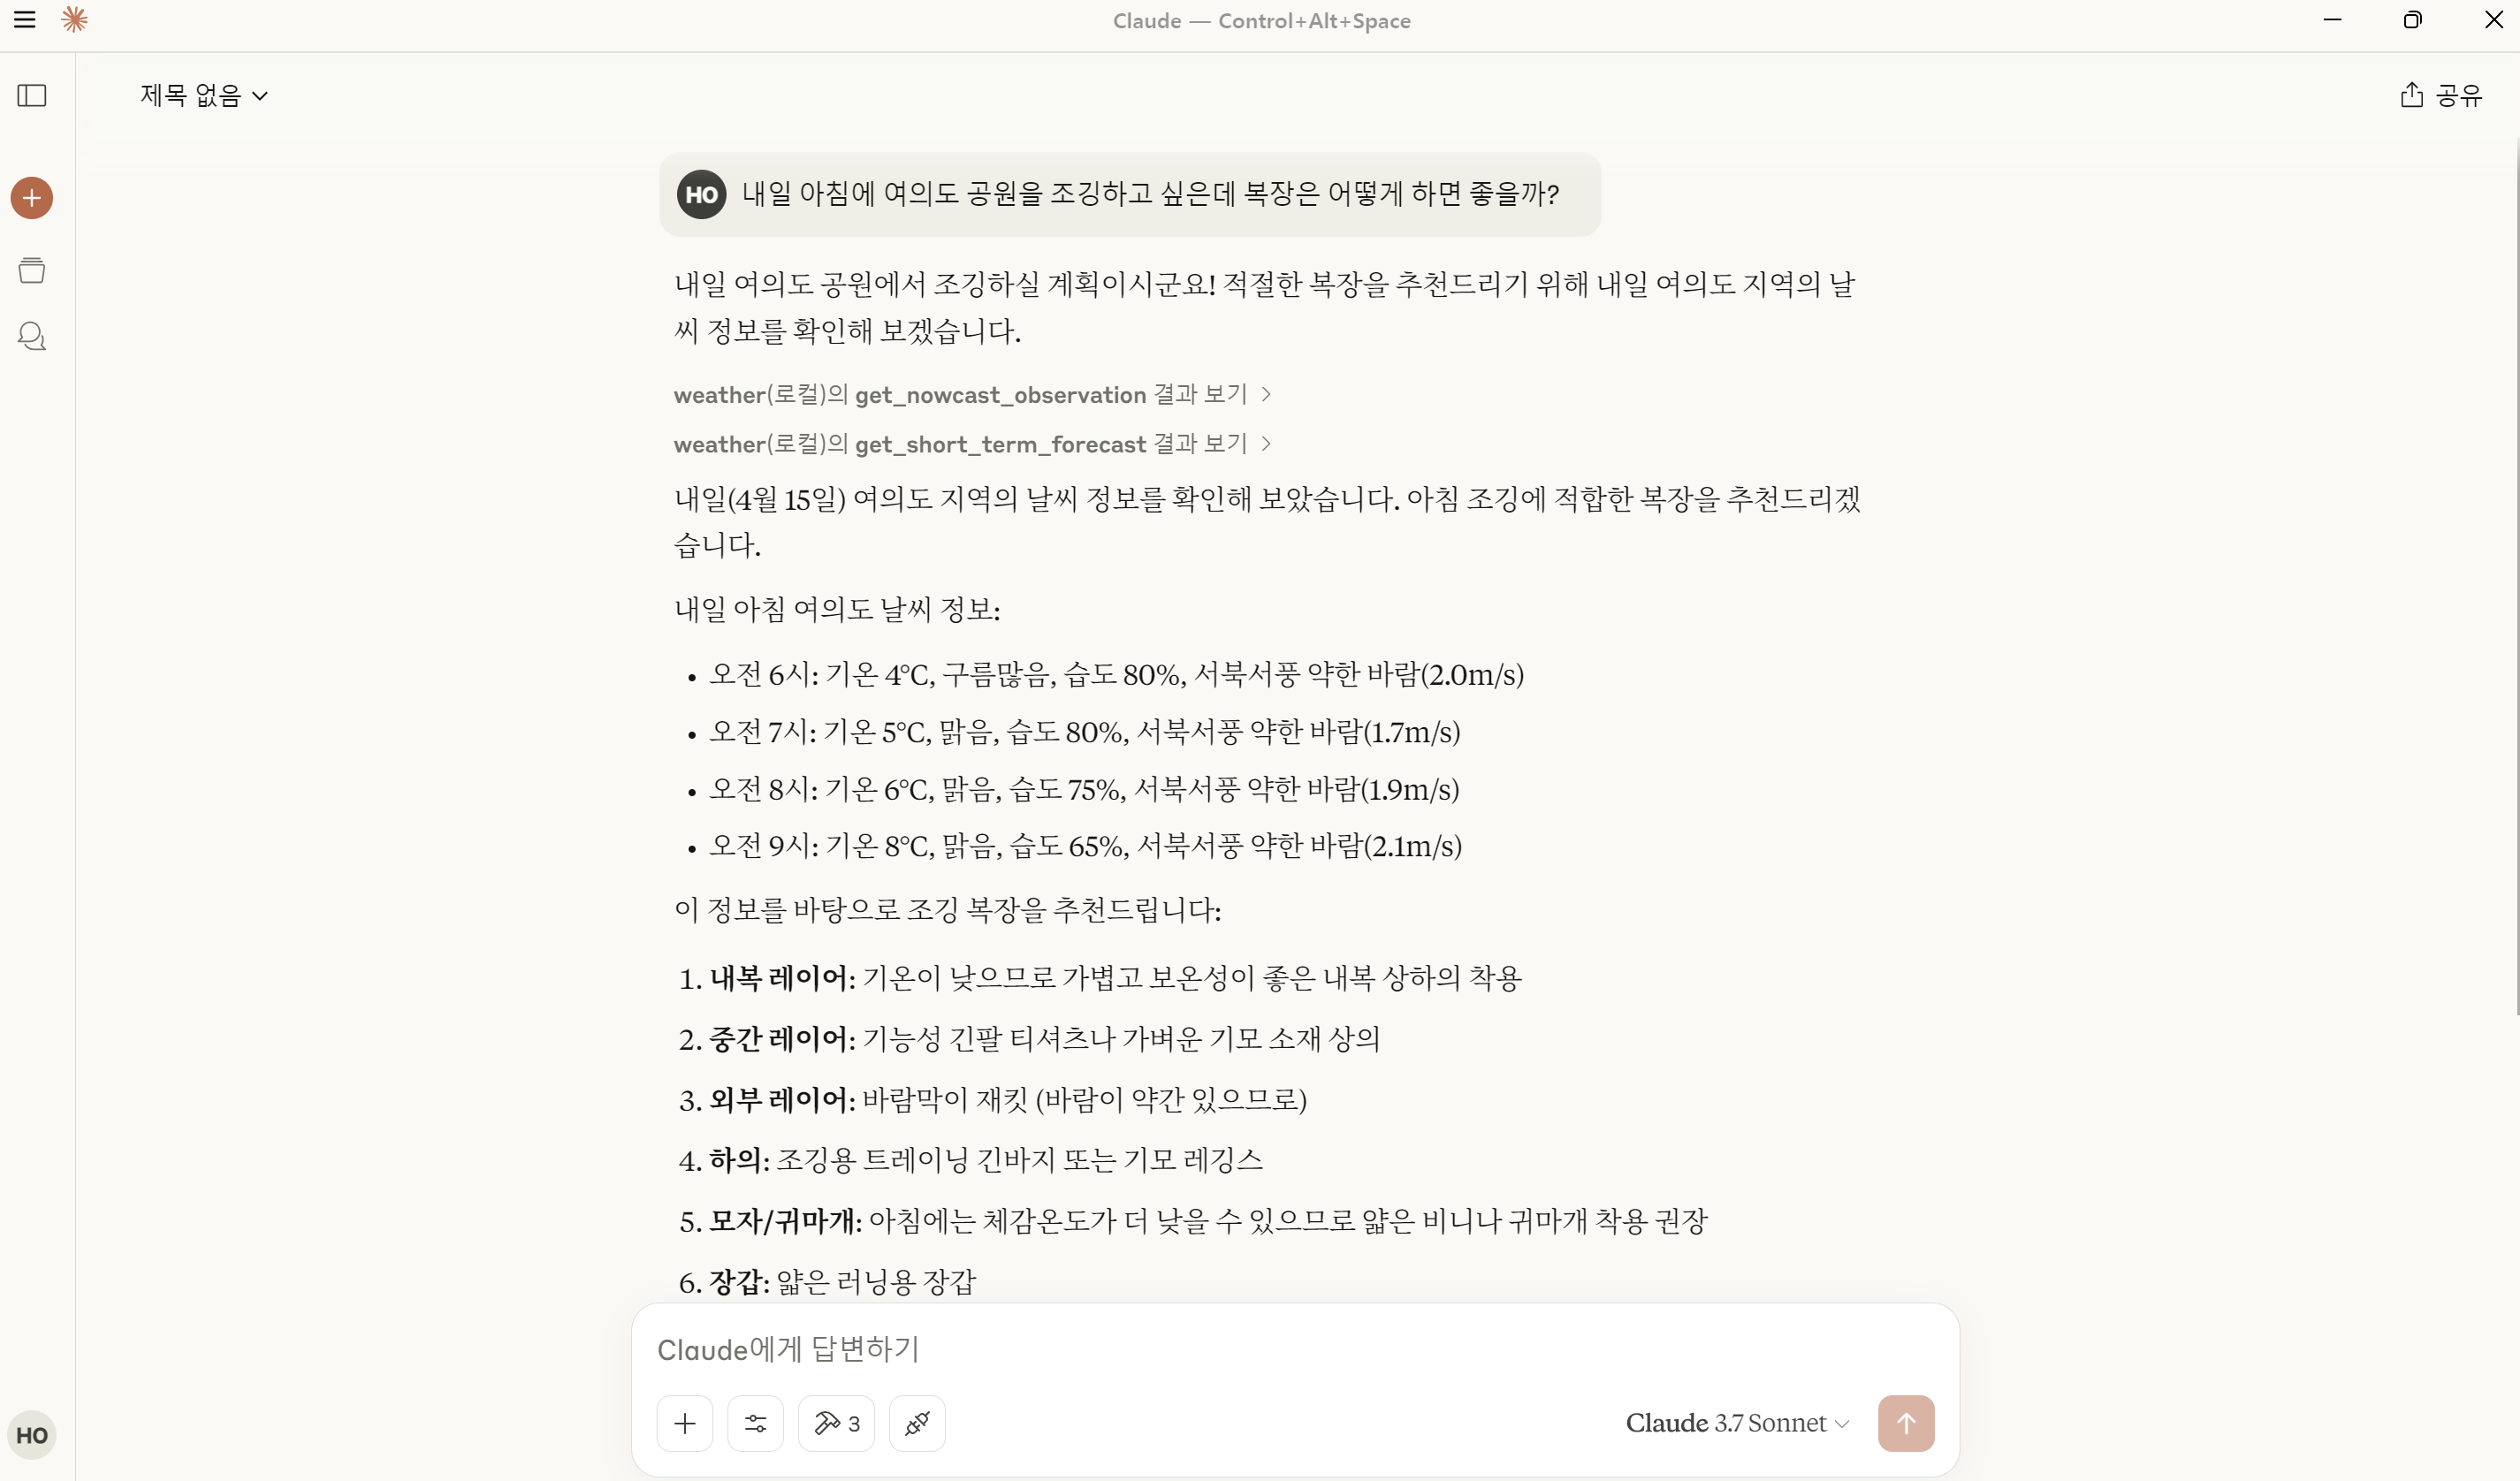 Claude — Control+Alt+Space
제목 없음
공유
HO
내일 아침에 여의도 공원을 조깅하고 싶은데 복장은 어떻게 하면 좋을까?
내일 여의도 공원에서 조깅하실 계획이시군요! 적절한 복장을 추천드리기 위해 내일 여의도 지역의 날
씨 정보를 확인해 보겠습니다.
weather(로컬)의 get_nowcast_observation 결과 보기
weather(로컬)의 get_short_term_forecast 결과 보기
내일(4월 15일) 여의도 지역의 날씨 정보를 확인해 보았습니다. 아침 조깅에 적합한 복장을 추천드리겠
습니다.
내일 아침 여의도 날씨 정보:
• 오전 6시: 기온 4°C, 구름많음, 습도 80%, 서북서풍 약한 바람(2.0m/s)
• 오전 7시: 기온 5°C, 맑음, 습도 80%, 서북서풍 약한 바람(1.7m/s)
• 오전 8시: 기온 6°C, 맑음, 습도 75%, 서북서풍 약한 바람(1.9m/s)
• 오전 9시: 기온 8°C, 맑음, 습도 65%, 서북서풍 약한 바람(2.1m/s)
이 정보를 바탕으로 조깅 복장을 추천드립니다:
1. 내복 레이어: 기온이 낮으므로 가볍고 보온성이 좋은 내복 상하의 착용
2. 중간 레이어: 기능성 긴팔 티셔츠나 가벼운 기모 소재 상의
3. 외부 레이어: 바람막이 재킷 (바람이 약간 있으므로)
4. 하의: 조깅용 트레이닝 긴바지 또는 기모 레깅스
5. 모자/귀마개: 아침에는 체감온도가 더 낮을 수 있으므로 얇은 비니나 귀마개 착용 권장
6. 장갑: 얇은 러닝용 장갑
Claude에게 답변하기
3
Claude 3.7 Sonnet
HO